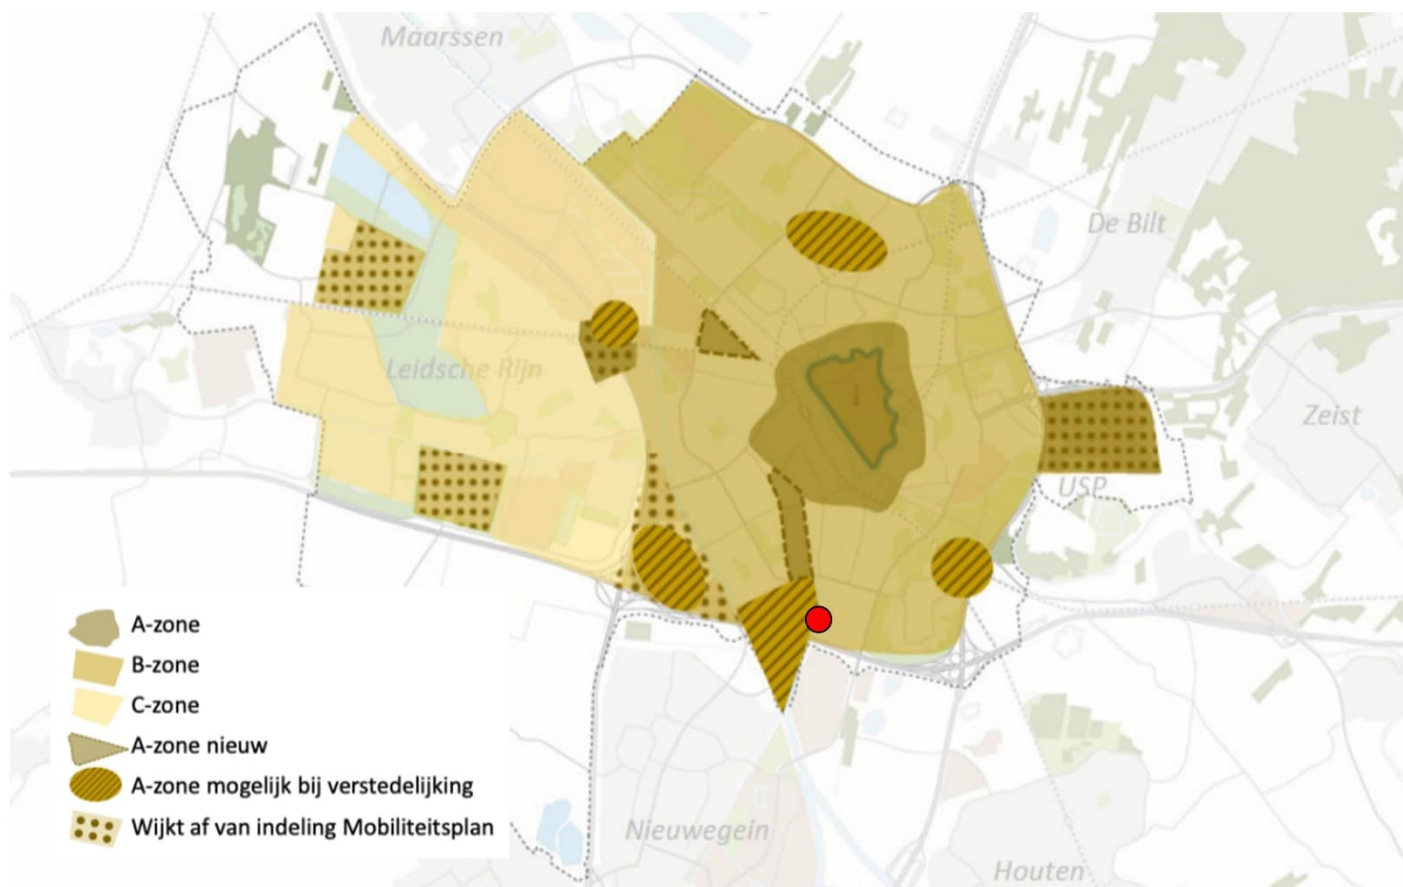 Maarssen
De Bilt
Leidsche Rijn
Zeist
USP
A-zone
B-zone
C-zone
A-zone nieuw
A-zone mogelijk bij verstedelijking
Wijkt af van indeling Mobiliteitsplan
Nieuwegein
Houten